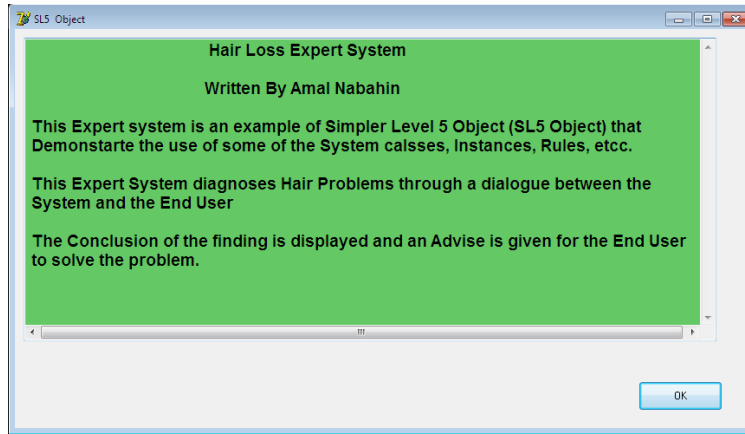 SL5 Object
Hair Loss Expert System
Written By Amal Nabahin
This Expert system is an example of Simpler Level 5 Object (SL5 Object) that
Demonstarte the use of some of the System calsses, Instances, Rules, etcc.
This Expert System diagnoses Hair Problems through a dialogue between the
System and the End User
The Conclusion of the finding is displayed and an Advise is given for the End User
to solve the problem.
OK